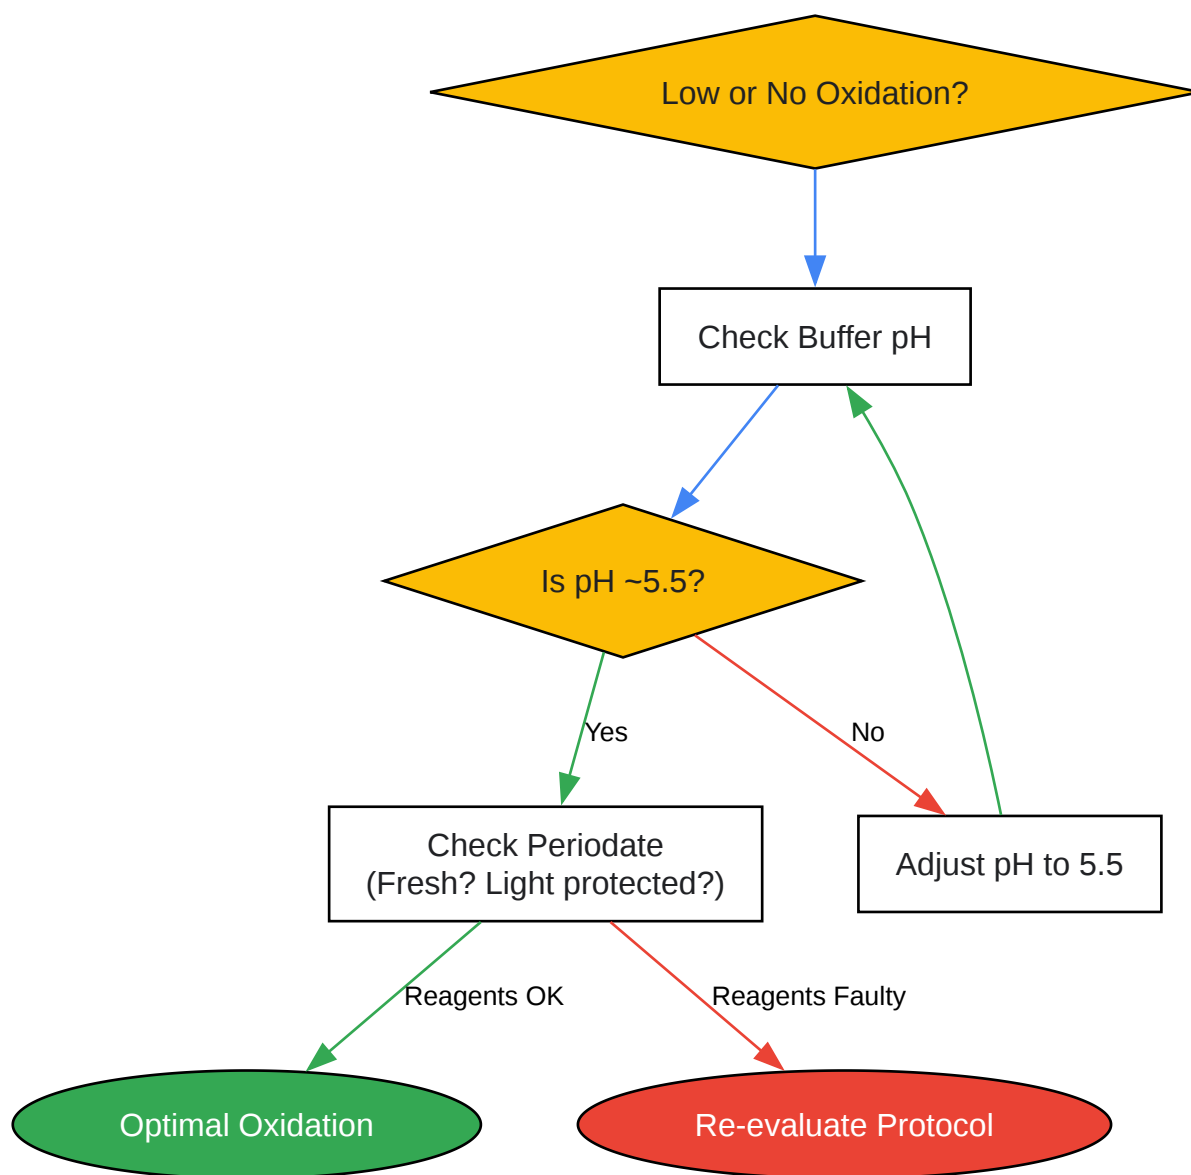 Low or No Oxidation?
Check Buffer pH
Is pH ~5.5?
Yes
No
Check Periodate
(Fresh? Light protected?)
Adjust pH to 5.5
Reagents OK
Reagents Faulty
Optimal Oxidation
Re-evaluate Protocol